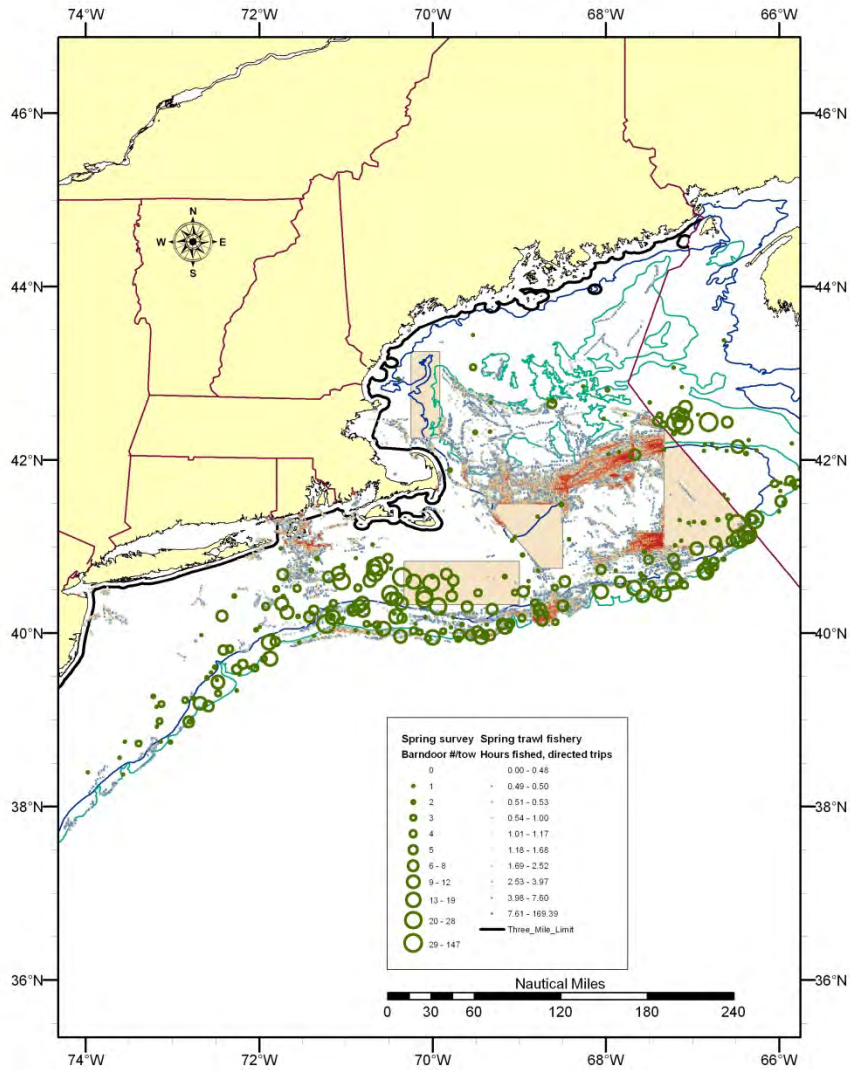 74°W 72°W 70°W 68°W 66°W
46°N 46°N
N
W E
S
44°N 44°N
42°N 42°N
40°N 40°N
Spring survey Spring trawl fishery
Barndoor #/tow Hours fished, directed trips
0 0.00 - 0.48
1 0.49 - 0.50
2 0.51 - 0.53
3 0.54 - 1.00
4 1.01 - 1.17
5 1.18 - 1.68
6 - 8 1.69 - 2.52
9 - 12 2.53 - 3.97
13 - 19 3.98 - 7.60
20 - 28 7.61 - 169.39
29 - 147 Three_Mile_Limit
38°N 38°N
36°N 36°N
Nautical Miles
0 30 60 120 180 240
74°W 72°W 70°W 68°W 66°W